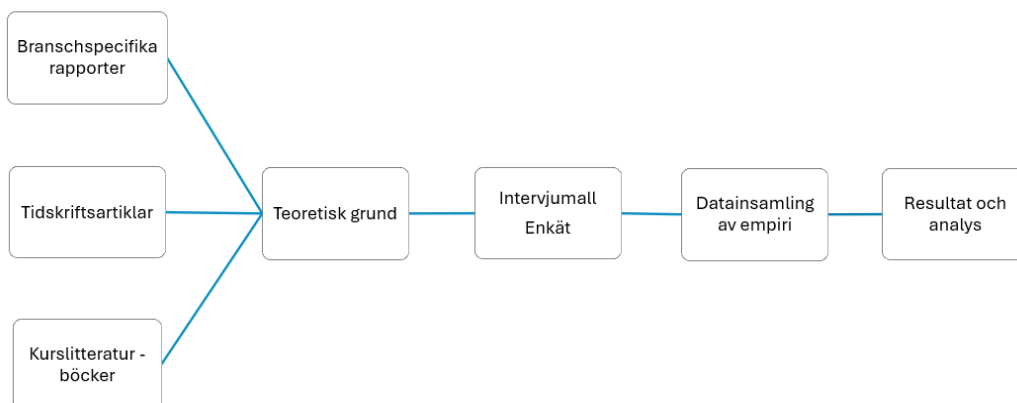 Branschspecifika
rapporter
Tidskriftsartiklar
Kurslitteratur -
böcker
Teoretisk grund
Intervjumall
Enkät
Datainsamling
av empiri
Resultat och
analys